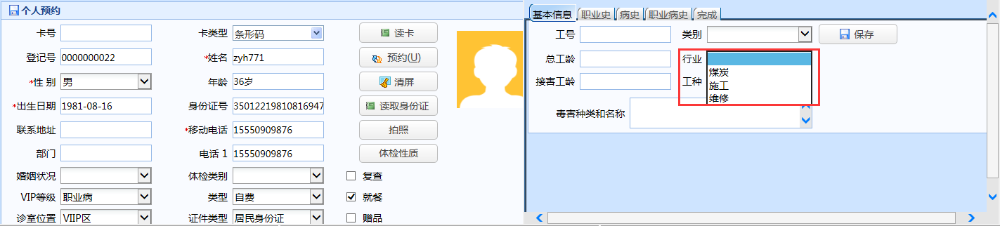 个人预约
卡号 卡类型 条形码 读卡
登记号 0000000022 *姓名 zyh771 预约(U)
*性 别 男 年龄 36岁 清屏
*出生日期 1981-08-16 身份证号 35012219810816947 读取身份证
联系地址 *移动电话 15550909876 拍照
部门 电话 1 15550909876 体检性质
婚姻状况 体检类别 复查
VIP等级 职业病 类型 自费 就餐
诊室位置 VIIP区 证件类型 居民身份证 赠品
基本信息 职业史 病史 职业病史 完成
工号 类别 保存
总工龄 行业
煤炭
接害工龄 工种 施工
维修
毒害种类和名称